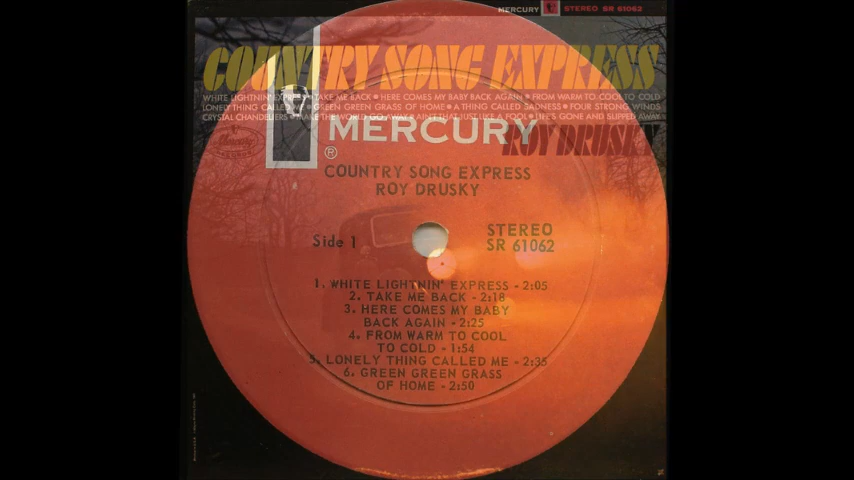 MERCURY STEREO SR 61062
COUNTRY SONG EXPRESS
WHITE LIGHTNIN' EXPRESS • TAKE ME BACK • HERE COMES MY BABY BACK AGAIN • FROM WARM TO COOL TO COLD
LONELY THING CALLED ME • GREEN GREEN GRASS OF HOME • A THING CALLED SADNESS • FOUR STRONG WINDS
CRYSTAL CHANDELIERS • MAKE THE WORLD GO AWAY • AIN'T THAT JUST LIKE A FOOL • SHE'S GONE AND SLIPPED AWAY
ROY DRUSKY
Mercury
MERCURY
®
COUNTRY SONG EXPRESS
ROY DRUSKY
Side 1
STEREO
SR 61062
1. WHITE LIGHTNIN' EXPRESS - 2:05
2. TAKE ME BACK - 2:18
3. HERE COMES MY BABY
BACK AGAIN - 2:25
4. FROM WARM TO COOL
TO COLD - 1:54
5. LONELY THING CALLED ME - 2:35
6. GREEN GREEN GRASS
OF HOME - 2:50